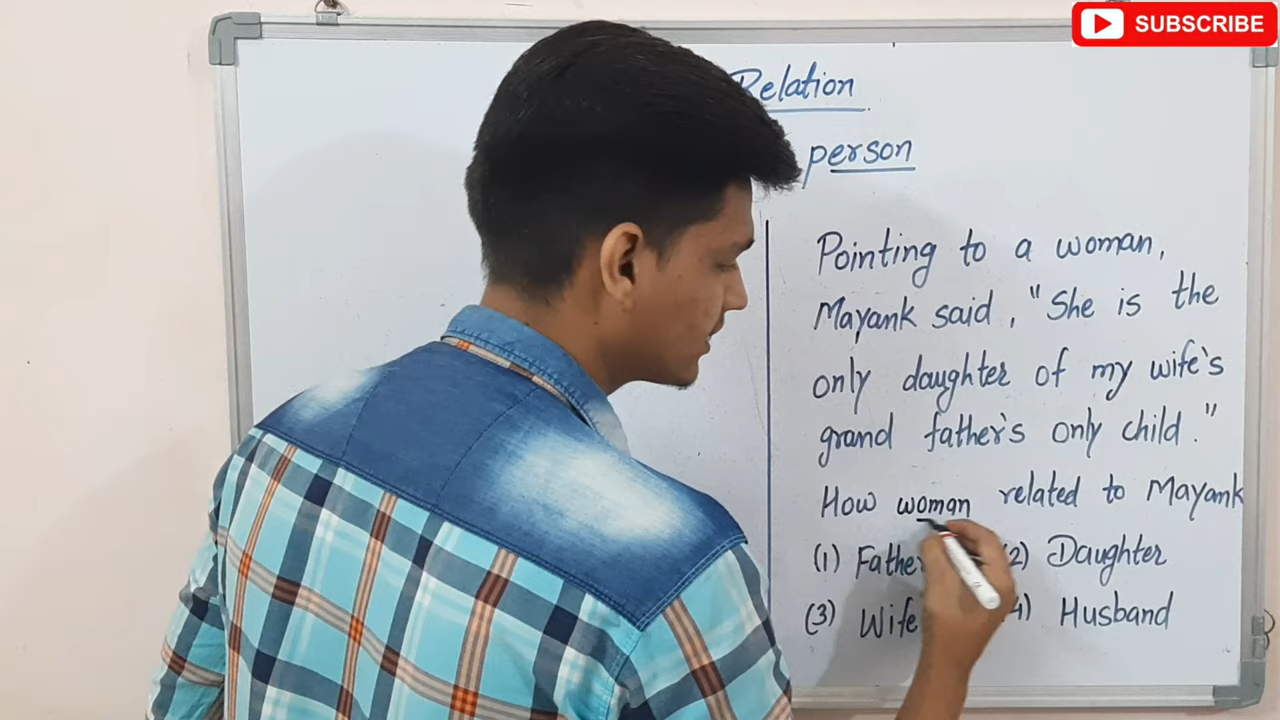 SUBSCRIBE
Relation
person
Pointing to a woman,
Mayank said, "She is the
only daughter of my wife's
grand father's only child."
How woman related to Mayank
(1) Father (2) Daughter
(3) Wife (4) Husband